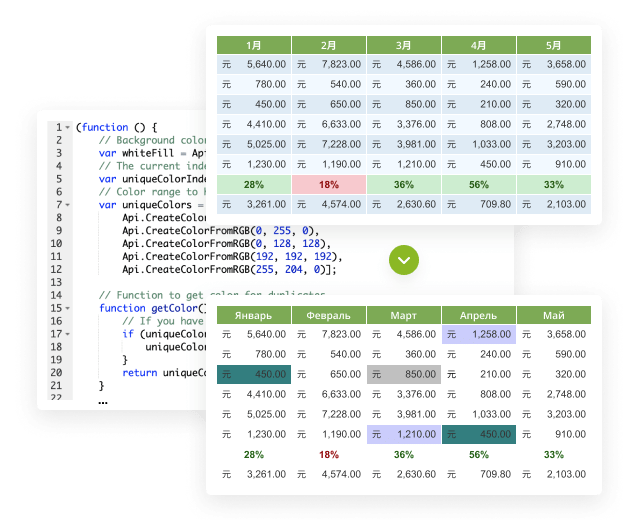 1月 2月 3月 4月 5月
元 5,640.00 元 7,823.00 元 4,586.00 元 1,258.00 元 3,658.00
元 780.00 元 540.00 元 360.00 元 240.00 元 590.00
元 450.00 元 650.00 元 850.00 元 210.00 元 320.00
元 4,410.00 元 6,633.00 元 3,376.00 元 808.00 元 2,748.00
元 5,025.00 元 7,228.00 元 3,981.00 元 1,033.00 元 3,203.00
元 1,230.00 元 1,190.00 元 1,210.00 元 450.00 元 910.00
28% 18% 36% 56% 33%
元 3,261.00 元 4,574.00 元 2,630.60 元 709.80 元 2,103.00
1 (function () {
2 // Background colo
3 var whiteFill = Api
4 // The current inde
5 var uniqueColorInde
6 // Color range to h
7 var uniqueColors =
8 Api.CreateColor
9 Api.CreateColorFromRGB(0, 255, 0),
10 Api.CreateColorFromRGB(0, 128, 128),
11 Api.CreateColorFromRGB(192, 192, 192),
12 Api.CreateColorFromRGB(255, 204, 0)];
13
14 // Function to get color for duplicates
15 function getColor()
16 // If you have
17 if (uniqueColor
18 uniqueColor
19 }
20 return uniqueCo
21 }
22 ...
Январь Февраль Март Апрель Май
元 5,640.00 元 7,823.00 元 4,586.00 元 1,258.00 元 3,658.00
元 780.00 元 540.00 元 360.00 元 240.00 元 590.00
元 450.00 元 650.00 元 850.00 元 210.00 元 320.00
元 4,410.00 元 6,633.00 元 3,376.00 元 808.00 元 2,748.00
元 5,025.00 元 7,228.00 元 3,981.00 元 1,033.00 元 3,203.00
元 1,230.00 元 1,190.00 元 1,210.00 元 450.00 元 910.00
28% 18% 36% 56% 33%
元 3,261.00 元 4,574.00 元 2,630.60 元 709.80 元 2,103.00